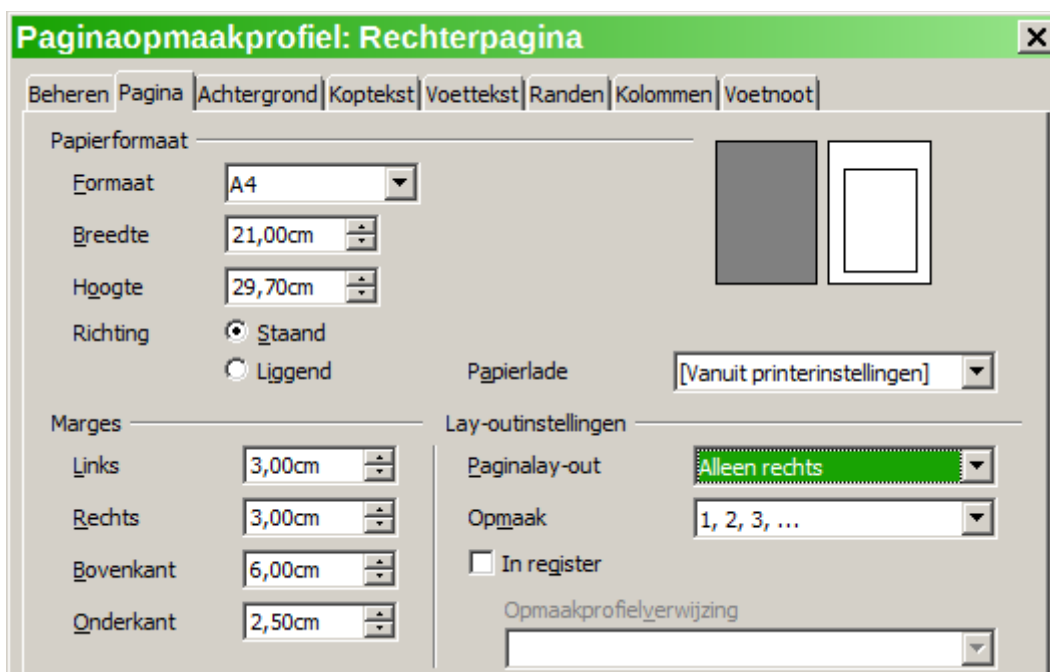 Paginaopmaakprofiel: Rechterpagina
Beheren Pagina Achtergrond Koptekst Voettekst Randen Kolommen Voetnoot
Papierformaat
Formaat A4
Breedte 21,00cm
Hoogte 29,70cm
Richting Staand
Liggend
Papierlade [Vanuit printerinstellingen]
Marges
Links 3,00cm
Rechts 3,00cm
Bovenkant 6,00cm
Onderkant 2,50cm
Lay-outinstellingen
Paginalay-out Alleen rechts
Opmaak 1, 2, 3, ...
In register
Opmaakprofielverwijzing